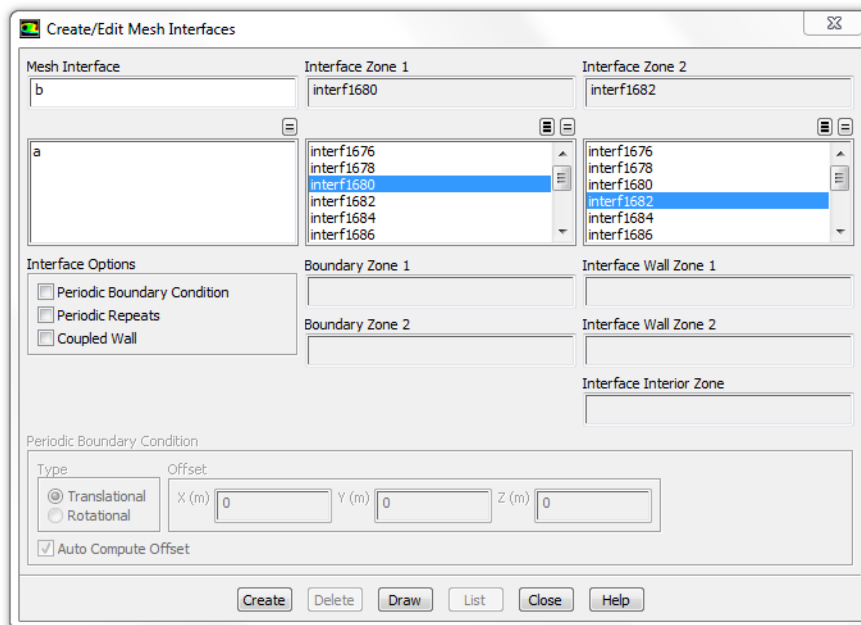 Create/Edit Mesh Interfaces
Mesh Interface
b
a
Interface Zone 1
interf1680
interf1676
interf1678
interf1680
interf1682
interf1684
interf1686
Interface Zone 2
interf1682
interf1676
interf1678
interf1680
interf1682
interf1684
interf1686
Interface Options
Periodic Boundary Condition
Periodic Repeats
Coupled Wall
Boundary Zone 1
Boundary Zone 2
Interface Wall Zone 1
Interface Wall Zone 2
Interface Interior Zone
Periodic Boundary Condition
Type
Translational
Rotational
Offset
X (m) 0 Y (m) 0 Z (m) 0
Auto Compute Offset
Create Delete Draw List Close Help